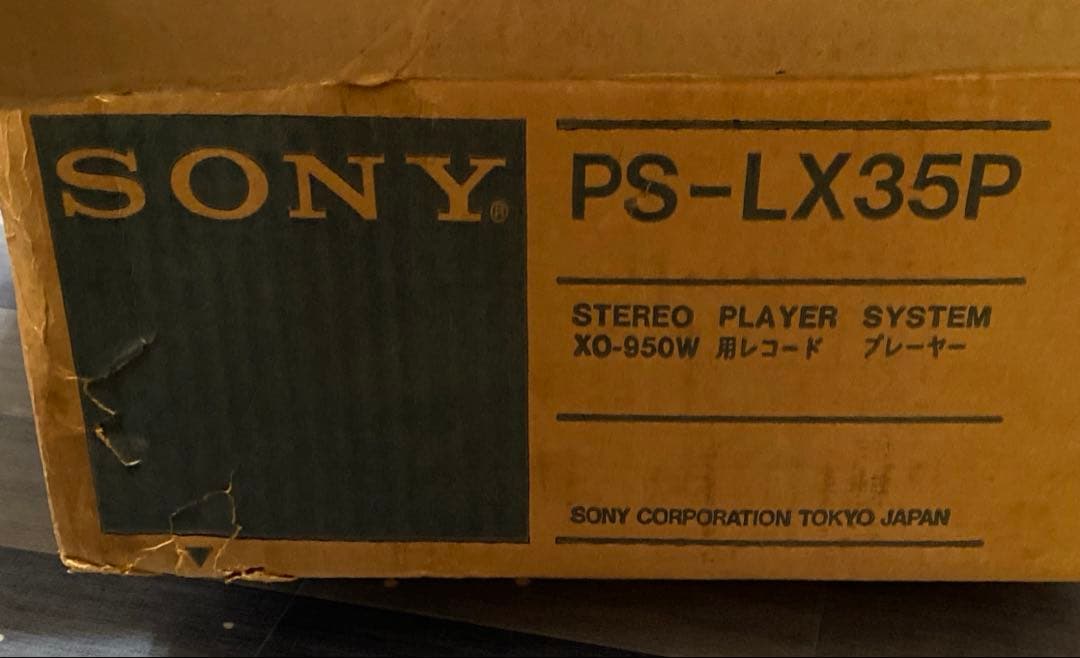 SONY®
PS-LX35P
STEREO PLAYER SYSTEM
XO-950W 用レコード プレーヤー
SONY CORPORATION TOKYO JAPAN